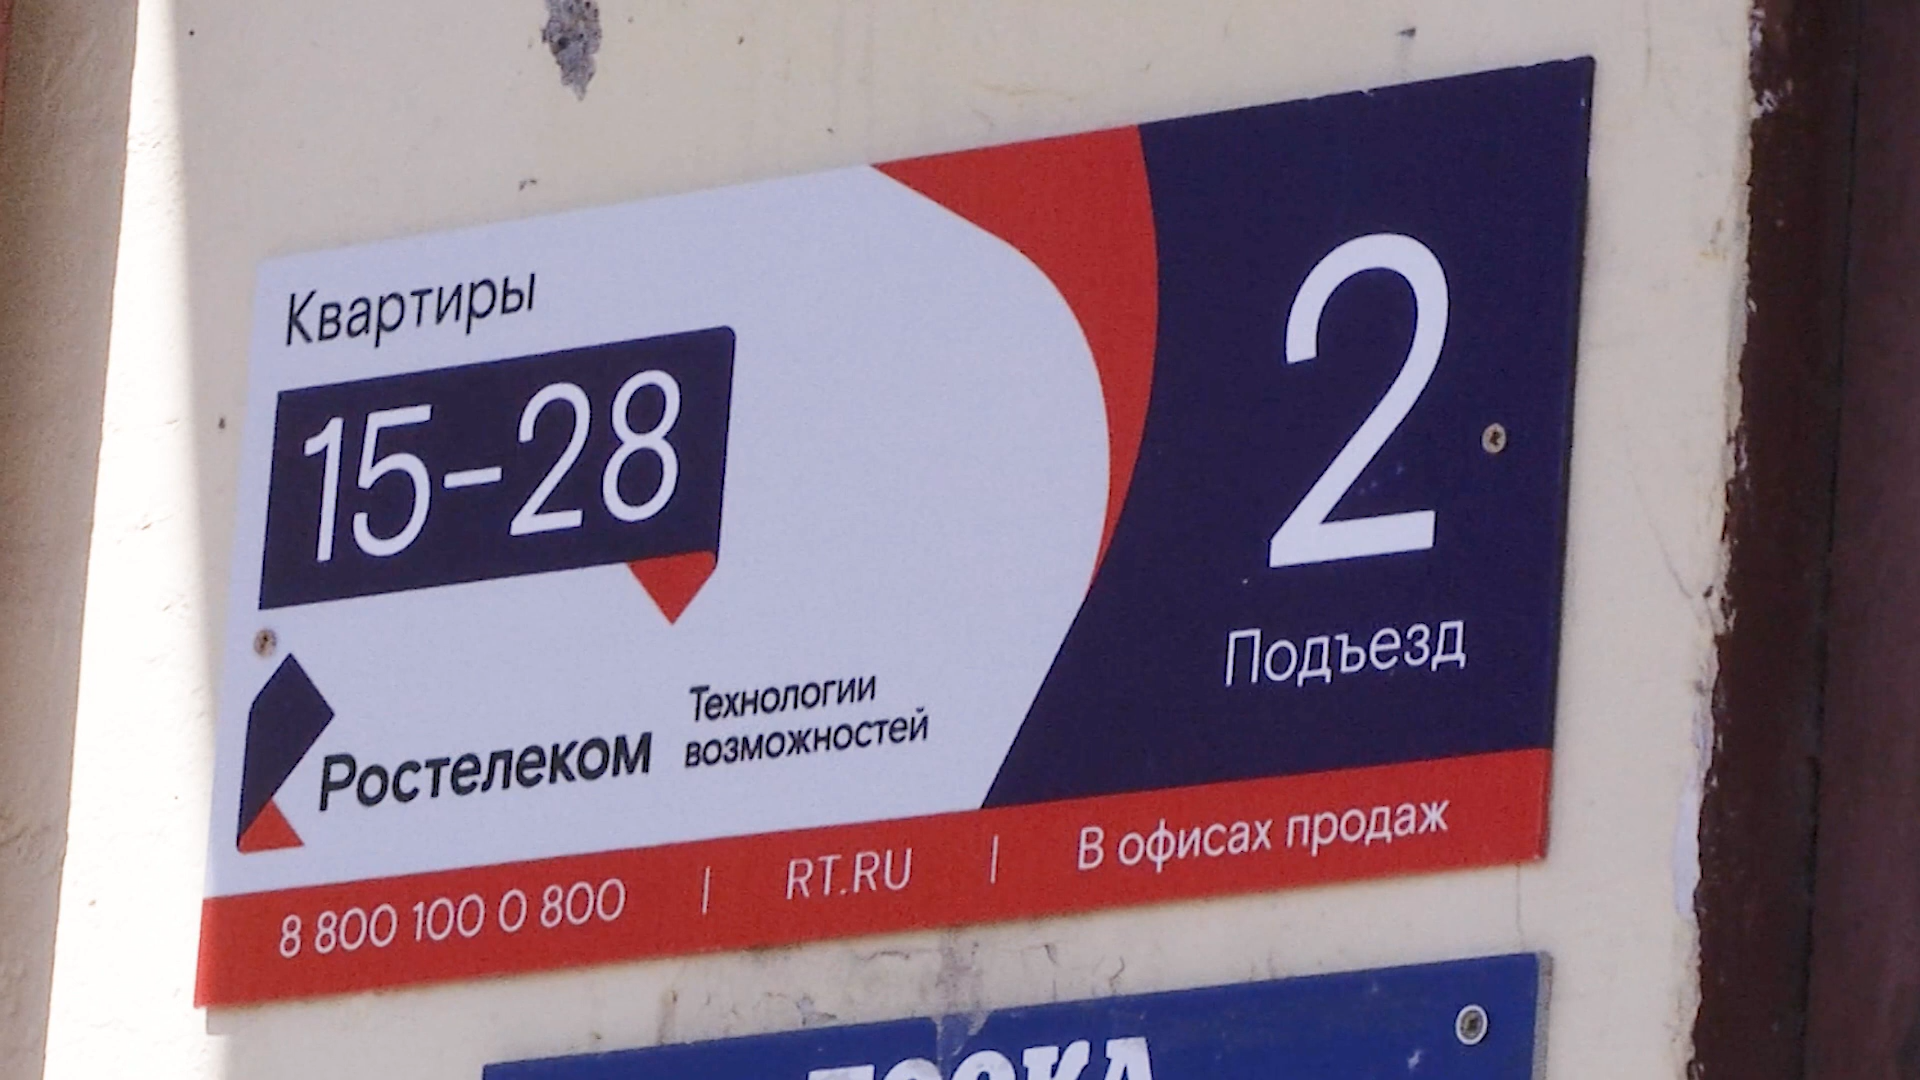 Квартиры
15-28
2
Подъезд
Ростелеком
Технологии
возможностей
8 800 100 0 800 | RT.RU | В офисах продаж